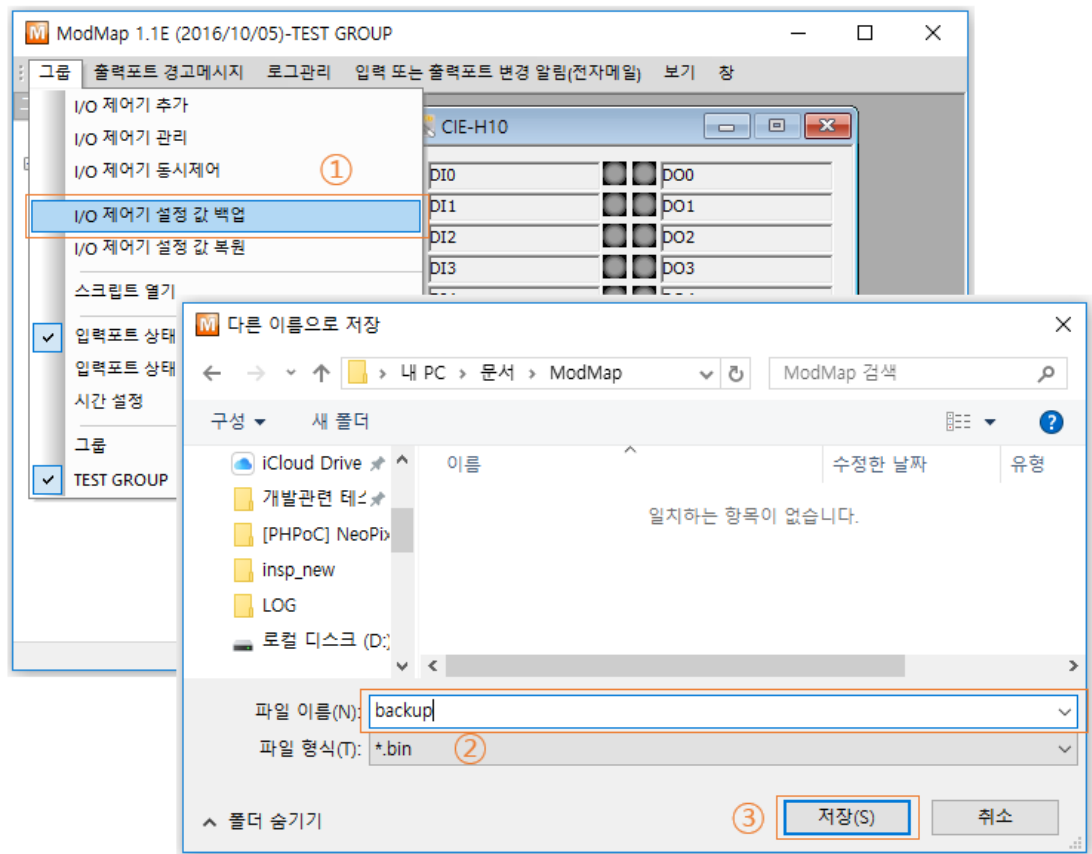 ModMap 1.1E (2016/10/05)-TEST GROUP
그룹 출력포트 경고메시지 로그관리 입력 또는 출력포트 변경 알림(전자메일) 보기 창
I/O 제어기 추가
I/O 제어기 관리
I/O 제어기 동시제어
①
I/O 제어기 설정 값 백업
I/O 제어기 설정 값 복원
스크립트 열기
입력포트 상태
입력포트 상태
시간 설정
그룹
TEST GROUP
CIE-H10
DI0 DO0
DI1 DO1
DI2 DO2
DI3 DO3
다른 이름으로 저장
내 PC › 문서 › ModMap
ModMap 검색
구성 새 폴더
이름 수정한 날짜 유형
일치하는 항목이 없습니다.
iCloud Drive
개발관련 테스
[PHPoC] NeoPix
insp_new
LOG
로컬 디스크 (D:)
파일 이름(N): backup
파일 형식(T): *.bin
②
폴더 숨기기
③
저장(S) 취소